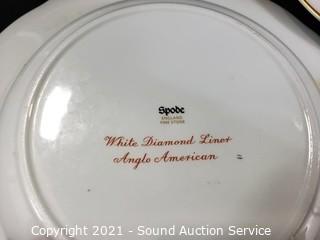 Spode
ENGLAND
FINE STONE
White Diamond Liner
Anglo American
Copyright 2021 - Sound Auction Service